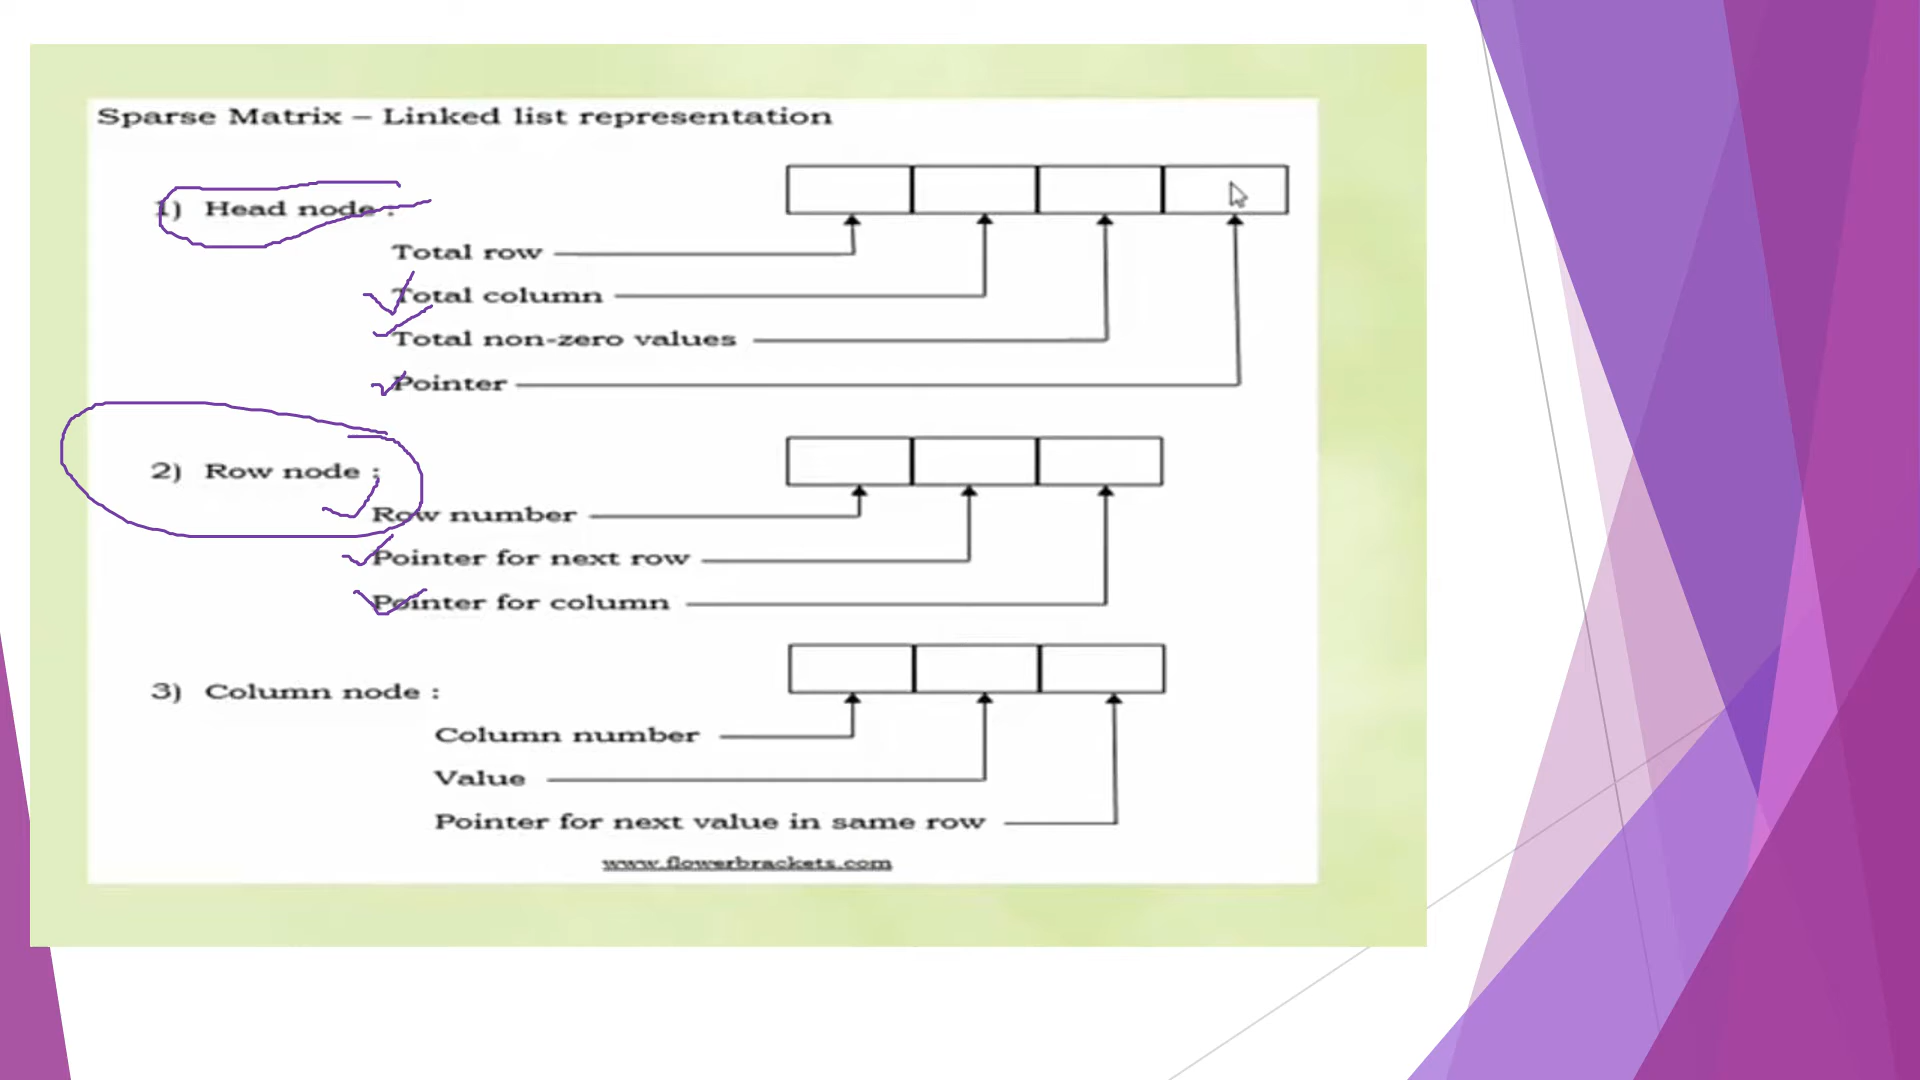 Sparse Matrix – Linked list representation
1) Head node :
Total row
Total column
Total non-zero values
Pointer
2) Row node :
Row number
Pointer for next row
Pointer for column
3) Column node :
Column number
Value
Pointer for next value in same row
www.flowerbrackets.com